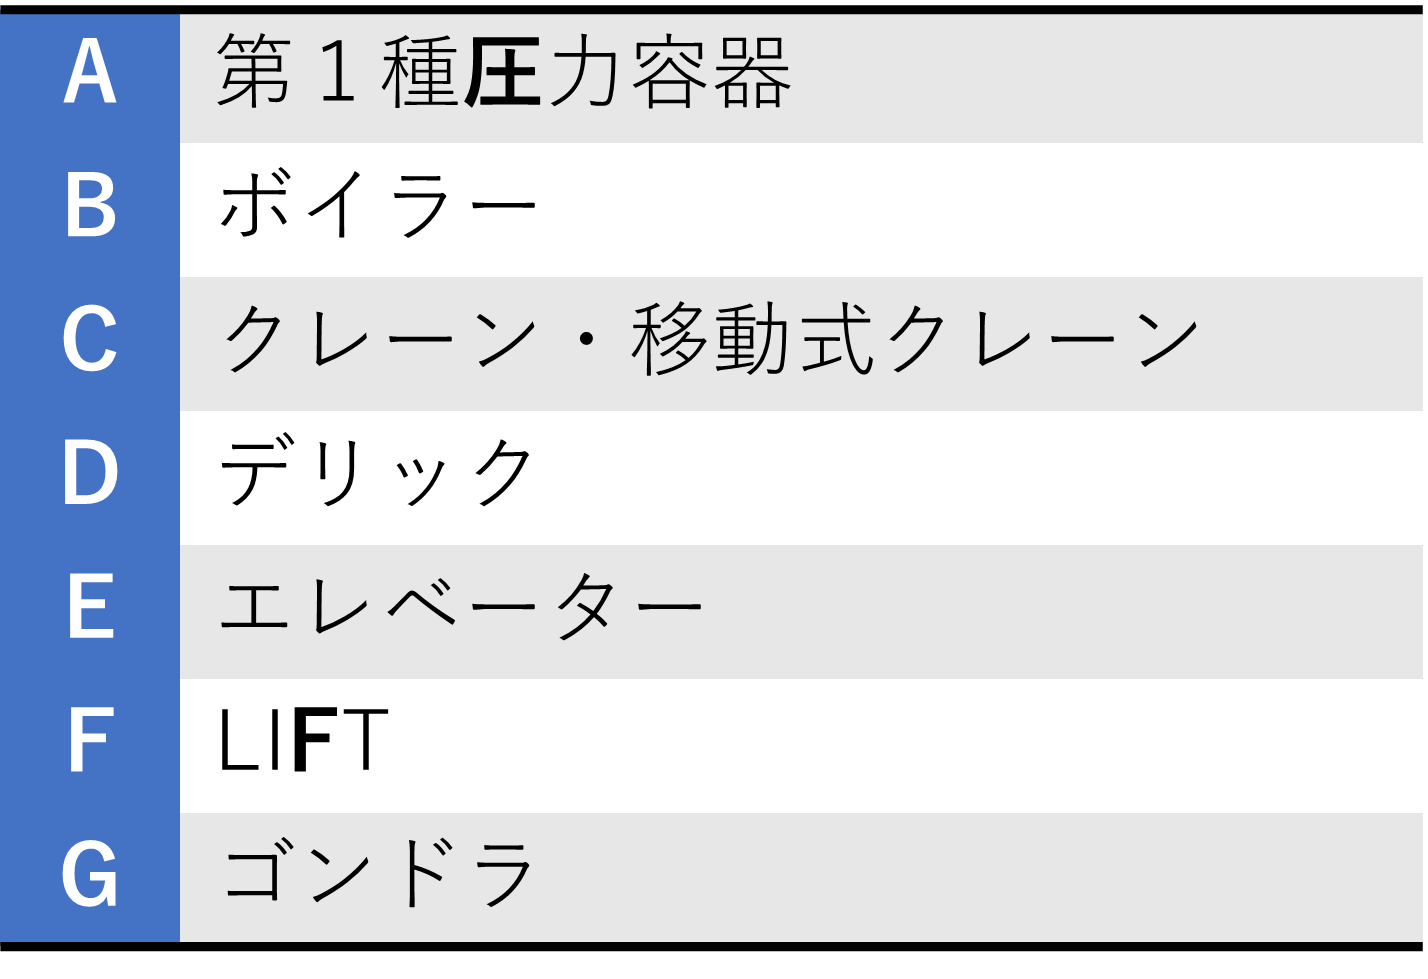 A 第１種圧力容器
B ボイラー
C クレーン・移動式クレーン
D デリック
E エレベーター
F LIFT
G ゴンドラ